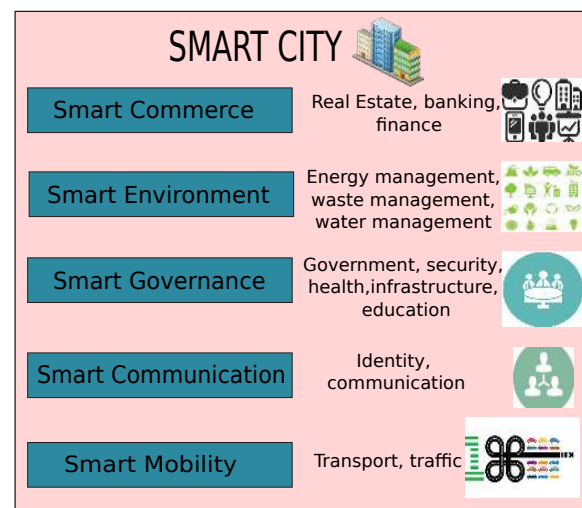 SMART CITY
Smart Commerce
Real Estate, banking,
finance
Smart Environment
Energy management,
waste management,
water management
Smart Governance
Government, security,
health,infrastructure,
education
Smart Communication
Identity,
communication
Smart Mobility
Transport, traffic